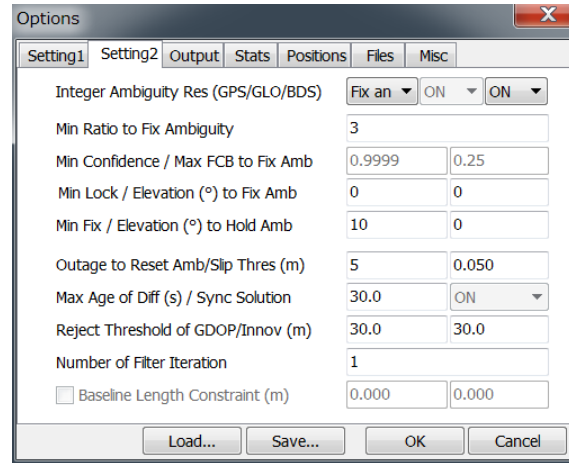 Options
Setting1 Setting2 Output Stats Positions Files Misc
Integer Ambiguity Res (GPS/GLO/BDS) Fix an ON ON
Min Ratio to Fix Ambiguity 3
Min Confidence / Max FCB to Fix Amb 0.9999 0.25
Min Lock / Elevation (°) to Fix Amb 0 0
Min Fix / Elevation (°) to Hold Amb 10 0
Outage to Reset Amb/Slip Thres (m) 5 0.050
Max Age of Diff (s) / Sync Solution 30.0 ON
Reject Threshold of GDOP/Innov (m) 30.0 30.0
Number of Filter Iteration 1
Baseline Length Constraint (m) 0.000 0.000
Load... Save... OK Cancel